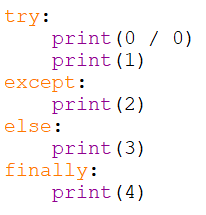 try:
    print(0 / 0)
    print(1)
except:
    print(2)
else:
    print(3)
finally:
    print(4)